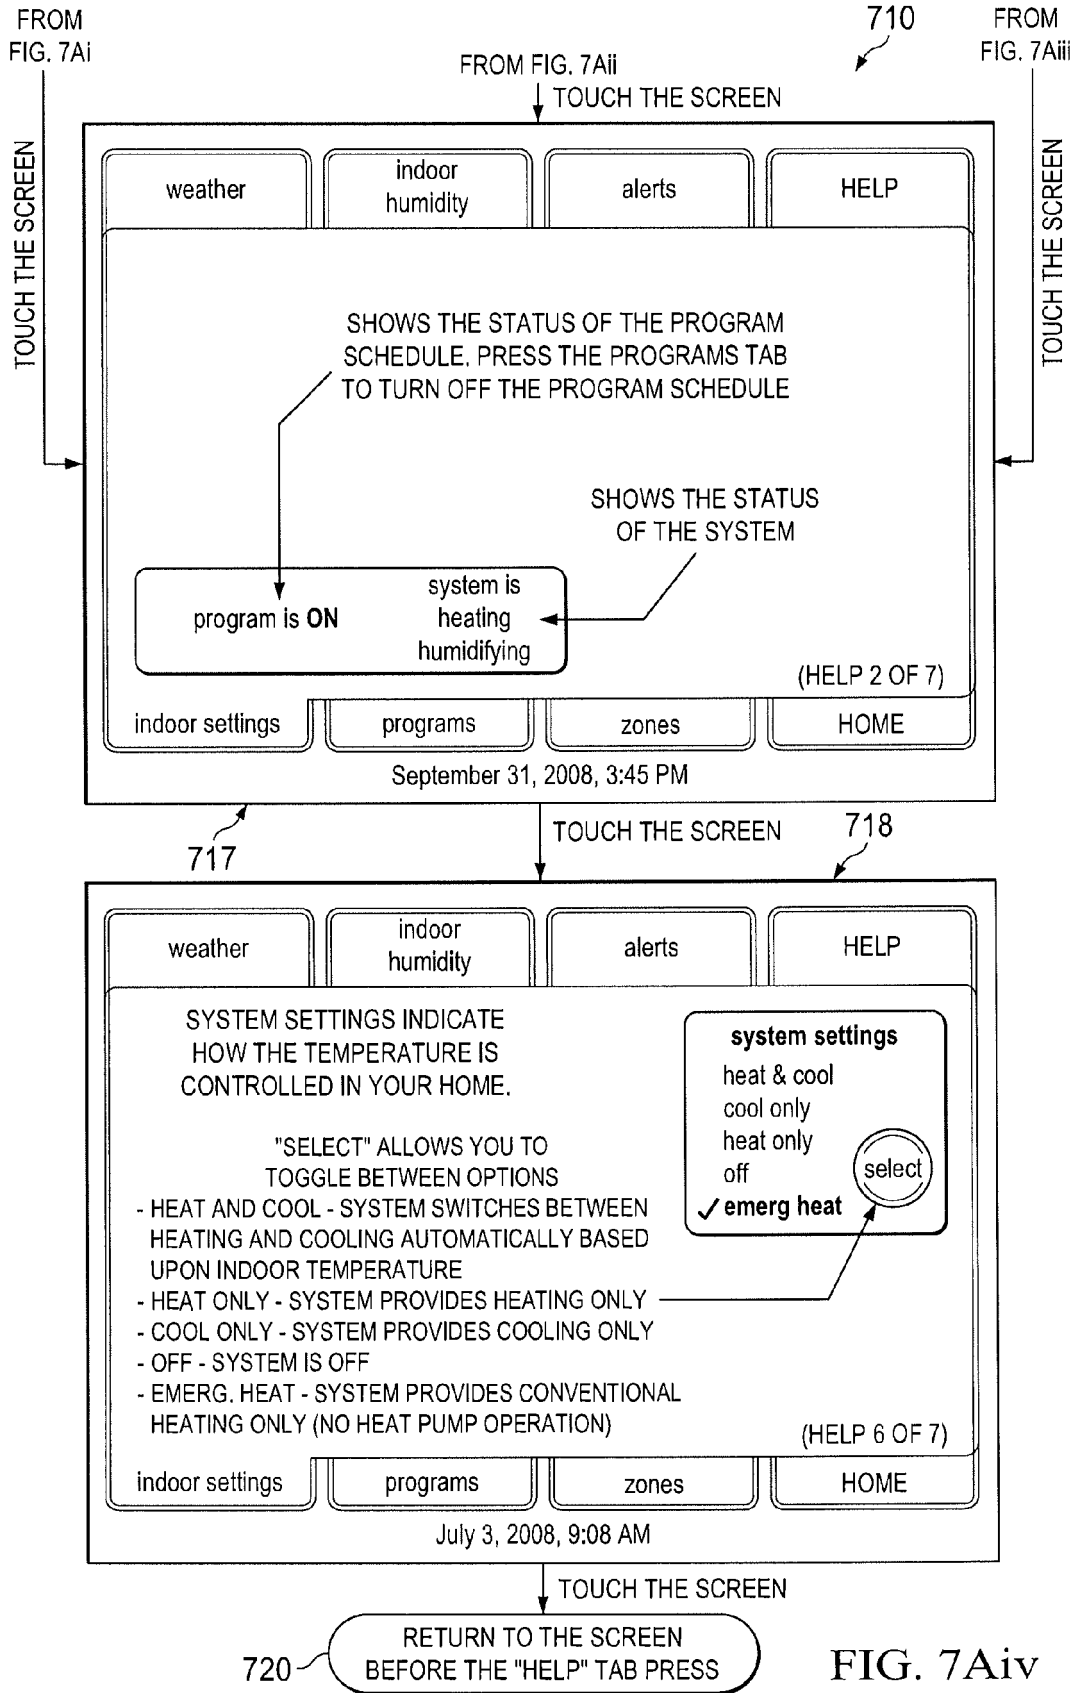 FROM
FIG. 7Ai
FROM FIG. 7Aii
710
FROM
FIG. 7Aiii
TOUCH THE SCREEN
TOUCH THE SCREEN
TOUCH THE SCREEN
weather
indoor
humidity
alerts
HELP
SHOWS THE STATUS OF THE PROGRAM
SCHEDULE. PRESS THE PROGRAMS TAB
TO TURN OFF THE PROGRAM SCHEDULE
SHOWS THE STATUS
OF THE SYSTEM
program is ON
system is
heating
humidifying
(HELP 2 OF 7)
indoor settings
programs
zones
HOME
September 31, 2008, 3:45 PM
717
TOUCH THE SCREEN
718
weather
indoor
humidity
alerts
HELP
SYSTEM SETTINGS INDICATE
HOW THE TEMPERATURE IS
CONTROLLED IN YOUR HOME.
"SELECT" ALLOWS YOU TO
TOGGLE BETWEEN OPTIONS
- HEAT AND COOL - SYSTEM SWITCHES BETWEEN
HEATING AND COOLING AUTOMATICALLY BASED
UPON INDOOR TEMPERATURE
- HEAT ONLY - SYSTEM PROVIDES HEATING ONLY
- COOL ONLY - SYSTEM PROVIDES COOLING ONLY
- OFF - SYSTEM IS OFF
- EMERG. HEAT - SYSTEM PROVIDES CONVENTIONAL
HEATING ONLY (NO HEAT PUMP OPERATION)
system settings
heat & cool
cool only
heat only
off
✓ emerg heat
select
(HELP 6 OF 7)
indoor settings
programs
zones
HOME
July 3, 2008, 9:08 AM
TOUCH THE SCREEN
720
RETURN TO THE SCREEN
BEFORE THE "HELP" TAB PRESS
FIG. 7Aiv